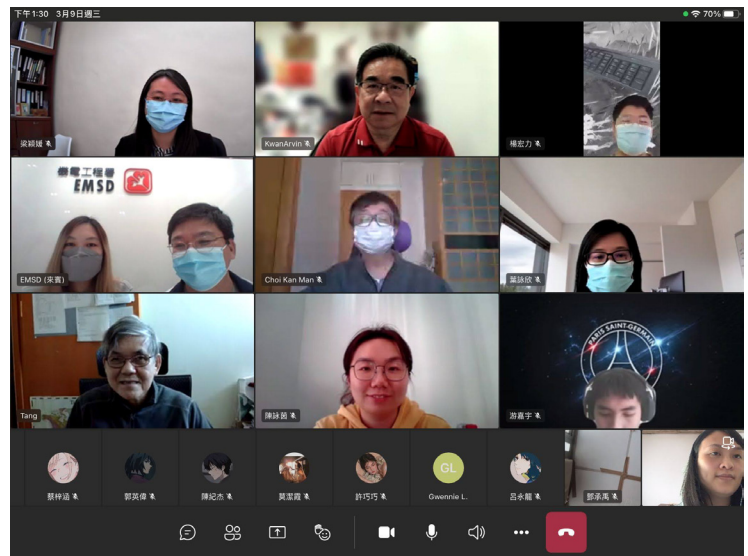 下午1:30 3月9日週三
70%
梁穎媛
KwanArvin
楊宏力
機電工程署
EMSD
EMSD (來賓)
Choi Kan Man
葉詠欣
Tang
陳詠茵
PARIS SAINT-GERMAIN
游嘉宇
蔡梓涵
郭英偉
陳紀杰
莫潔霞
許巧巧
GL
Gwennie L.
呂永龍
鄧承禹